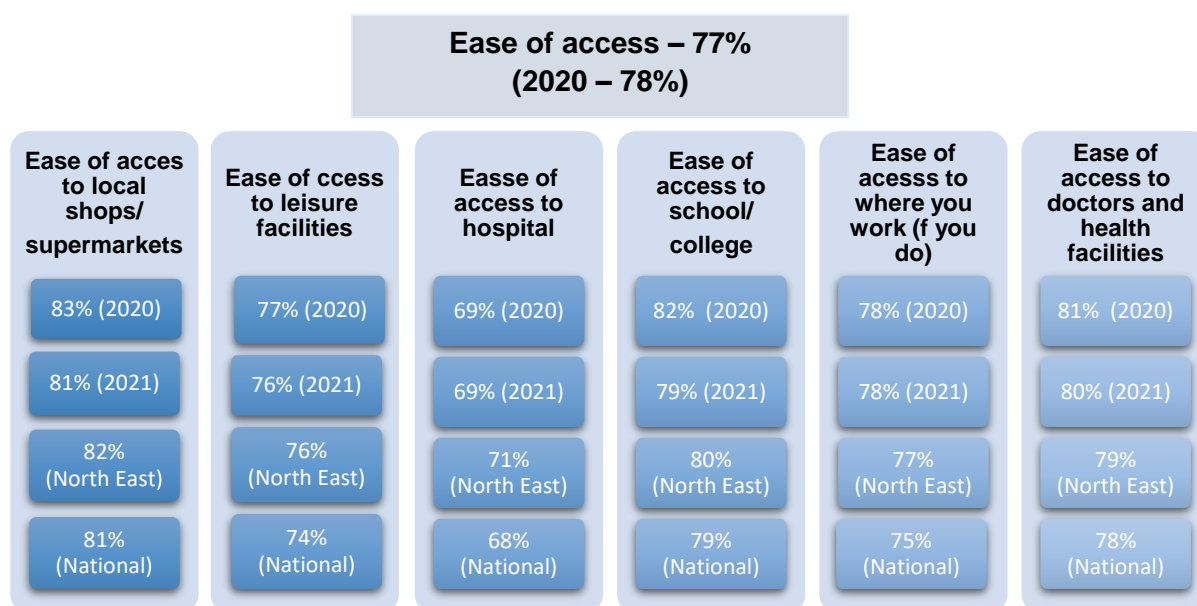 Ease of access – 77%
(2020 – 78%)
Ease of acces
to local
shops/
supermarkets
83% (2020)
81% (2021)
82%
(North East)
81%
(National)
Ease of ccess
to leisure
facilities
77% (2020)
76% (2021)
76%
(North East)
74%
(National)
Easse of
access to
hospital
69% (2020)
69% (2021)
71%
(North East)
68%
(National)
Ease of
access to
school/
college
82% (2020)
79% (2021)
80%
(North East)
79%
(National)
Ease of
acesss to
where you
work (f you
do)
78% (2020)
78% (2021)
77%
(North East)
75%
(National)
Ease of
access to
doctors and
health
facilities
81% (2020)
80% (2021)
79%
(North East)
78%
(National)